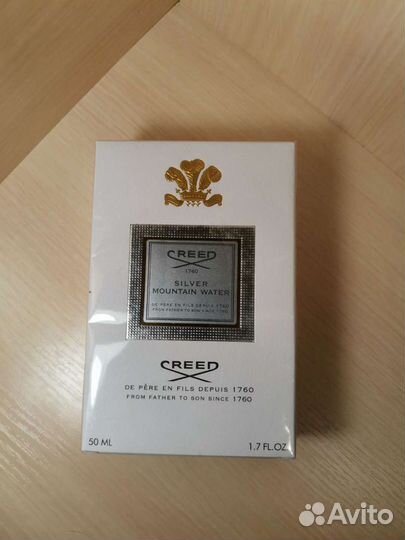 CREED
1760
SILVER
MOUNTAIN WATER
DE PÈRE EN FILS DEPUIS 1760
FROM FATHER TO SON SINCE 1760
CREED
DE PÈRE EN FILS DEPUIS 1760
FROM FATHER TO SON SINCE 1760
50 ML 1.7 FL.OZ
Avito